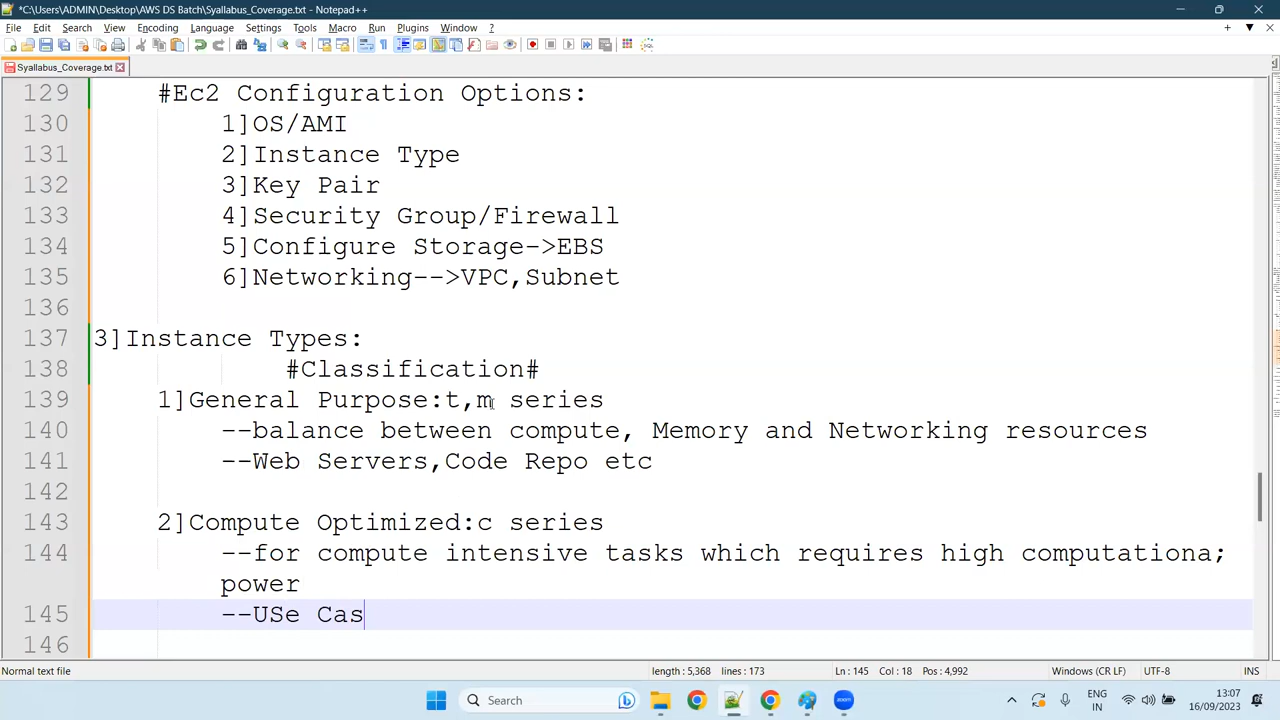 *C:\Users\ADMIN\Desktop\AWS DS Batch\Syallabus_Coverage.txt - Notepad++
File Edit Search View Encoding Language Settings Tools Macro Run Plugins Window ?
Syallabus_Coverage.txt
129 #Ec2 Configuration Options:
130 1]OS/AMI
131 2]Instance Type
132 3]Key Pair
133 4]Security Group/Firewall
134 5]Configure Storage->EBS
135 6]Networking-->VPC,Subnet
136
137 3]Instance Types:
138 #Classification#
139 1]General Purpose:t,m series
140 --balance between compute, Memory and Networking resources
141 --Web Servers,Code Repo etc
142
143 2]Compute Optimized:c series
144 --for compute intensive tasks which requires high computationa;
power
145 --USe Cas
146
Normal text file length : 5,368 lines : 173 Ln : 145 Col : 18 Pos : 4,992 Windows (CR LF) UTF-8 INS
Search ENG IN 13:07 16/09/2023